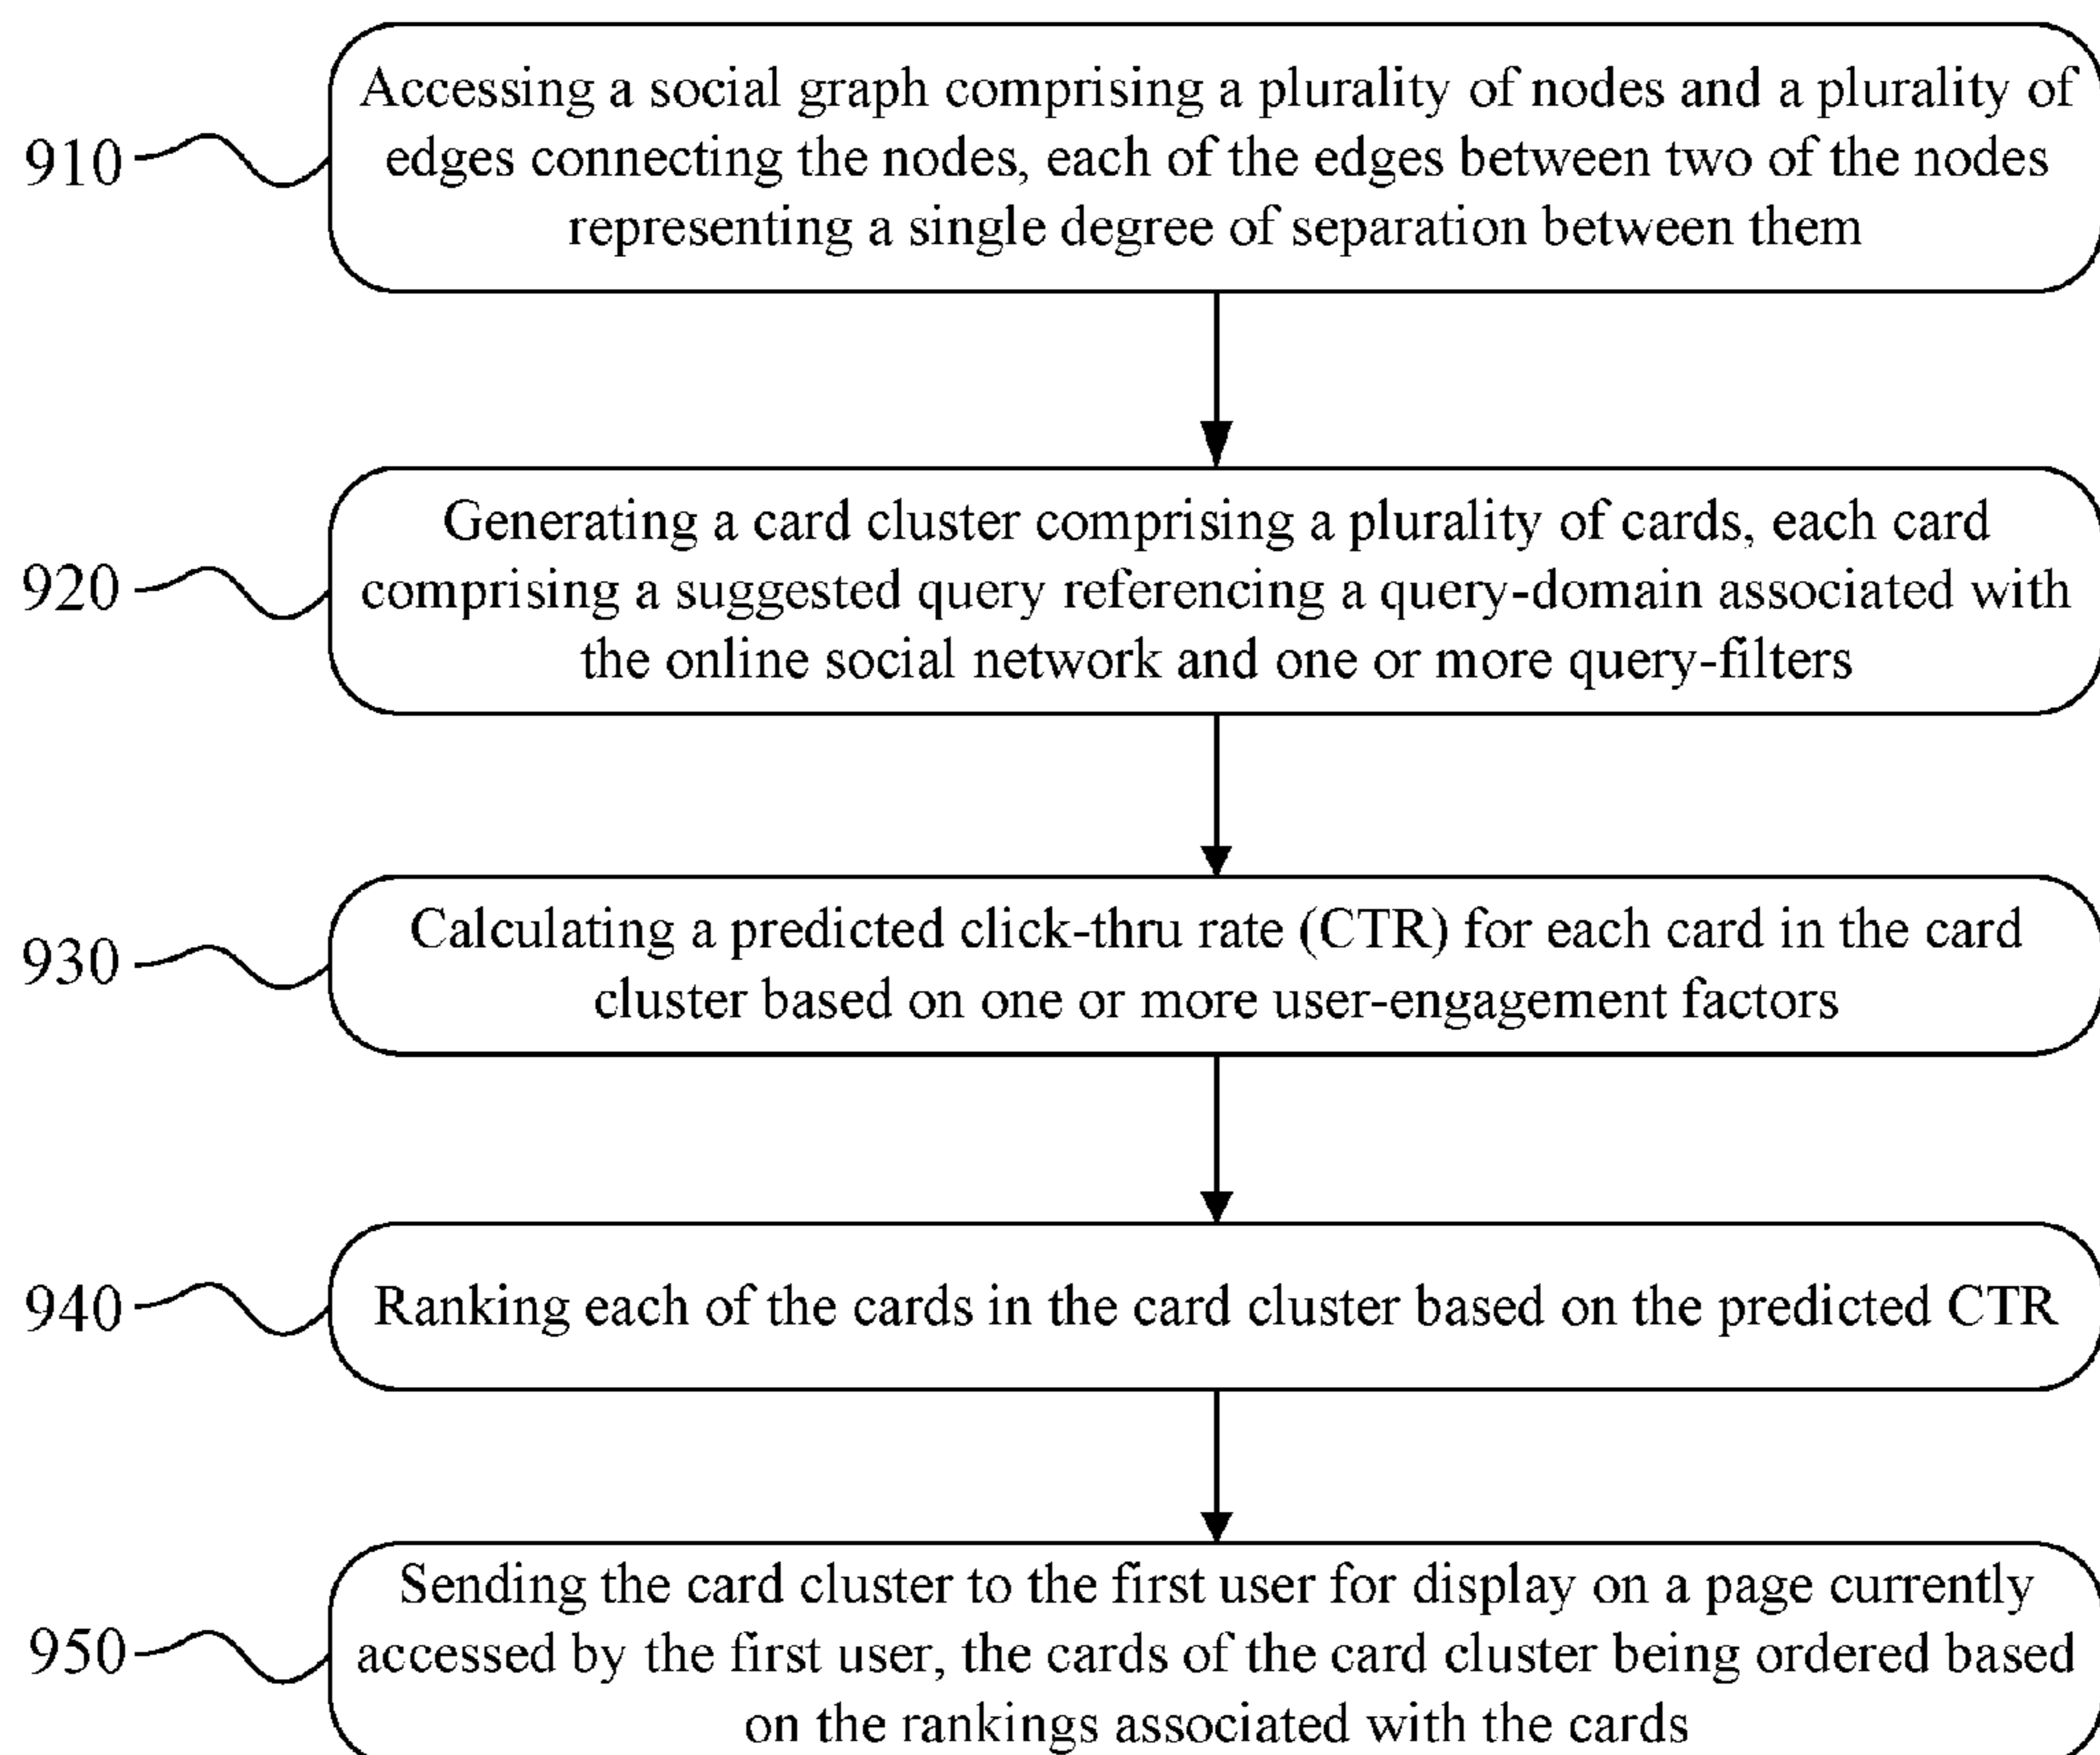 910
Accessing a social graph comprising a plurality of nodes and a plurality of
edges connecting the nodes, each of the edges between two of the nodes
representing a single degree of separation between them
920
Generating a card cluster comprising a plurality of cards, each card
comprising a suggested query referencing a query-domain associated with
the online social network and one or more query-filters
930
Calculating a predicted click-thru rate (CTR) for each card in the card
cluster based on one or more user-engagement factors
940
Ranking each of the cards in the card cluster based on the predicted CTR
950
Sending the card cluster to the first user for display on a page currently
accessed by the first user, the cards of the card cluster being ordered based
on the rankings associated with the cards